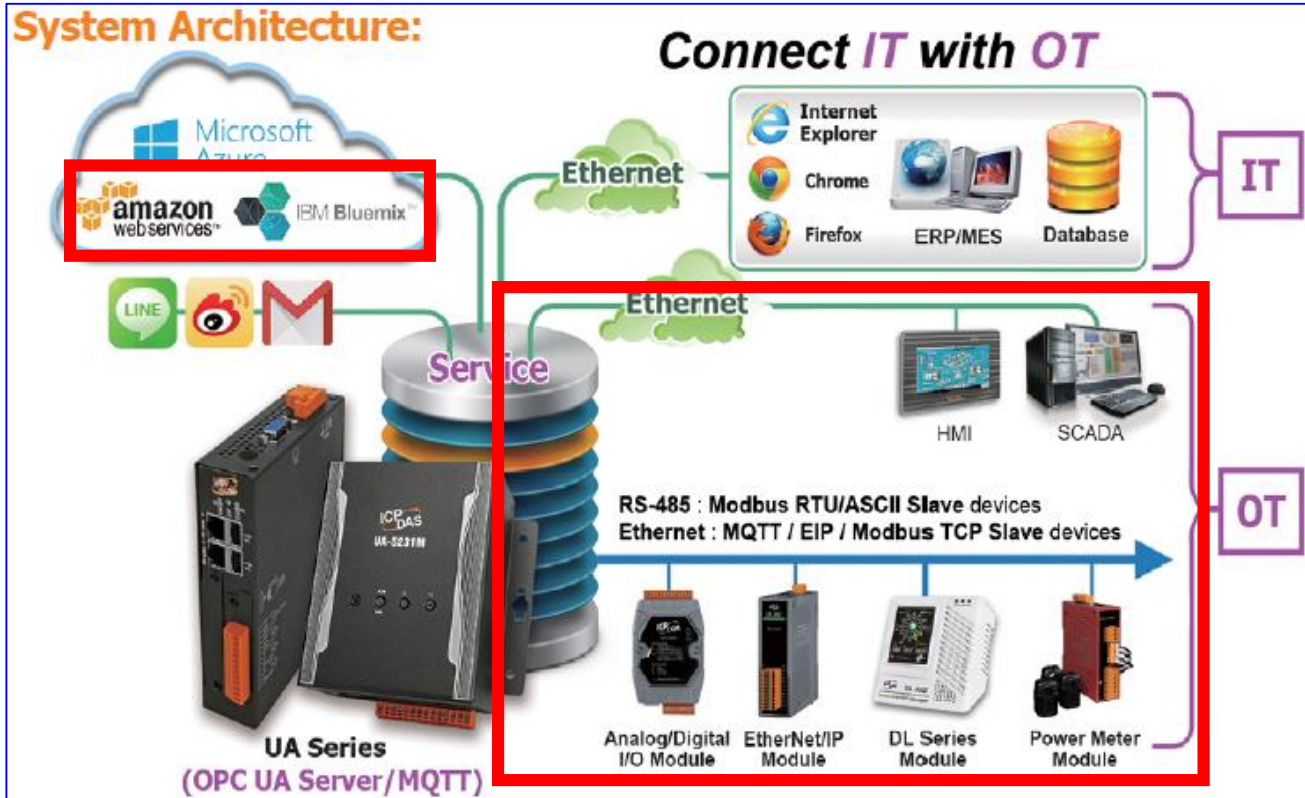 System Architecture:
Connect IT with OT
Microsoft
Azure
amazon
webservices™
IBM Bluemix™
Ethernet
Internet
Explorer
Chrome
Firefox
ERP/MES
Database
IT
LINE
Ethernet
Service
HMI
SCADA
RS-485 : Modbus RTU/ASCII Slave devices
Ethernet : MQTT / EIP / Modbus TCP Slave devices
OT
ICP DAS
UA-5231M
Analog/Digital
I/O Module
EtherNet/IP
Module
DL Series
Module
Power Meter
Module
UA Series
(OPC UA Server/MQTT)